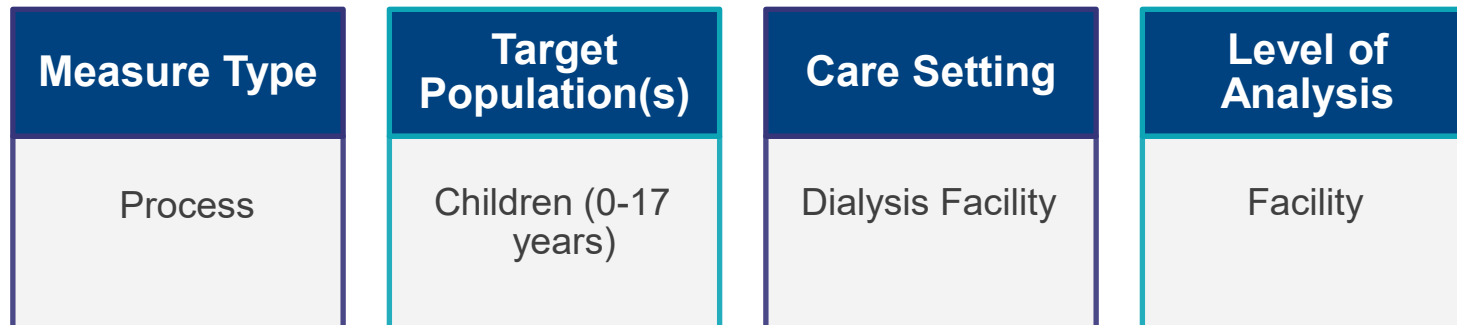 Measure Type
Process
Target
Population(s)
Children (0-17
years)
Care Setting
Dialysis Facility
Level of
Analysis
Facility